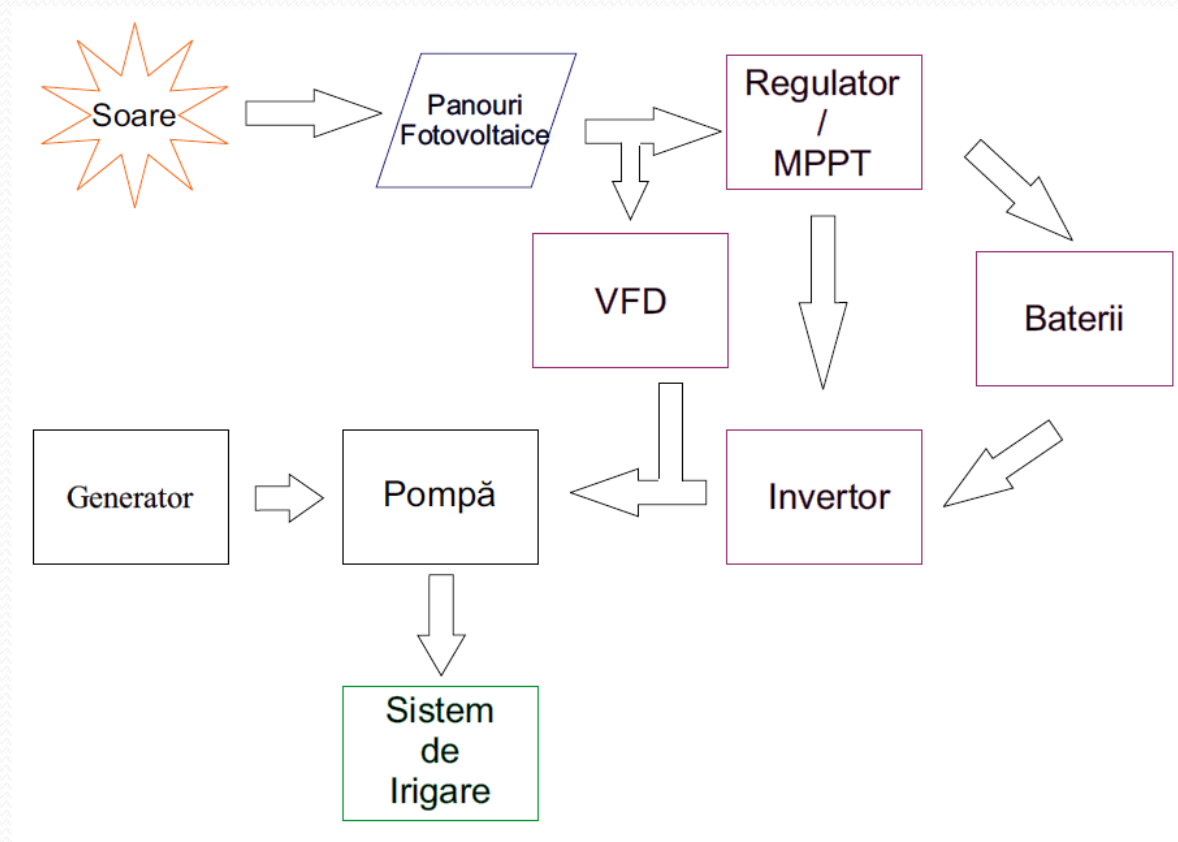 Soare
Panouri
Fotovoltaice
Regulator
/
MPPT
VFD
Baterii
Generator
Pompă
Invertor
Sistem
de
Irigare